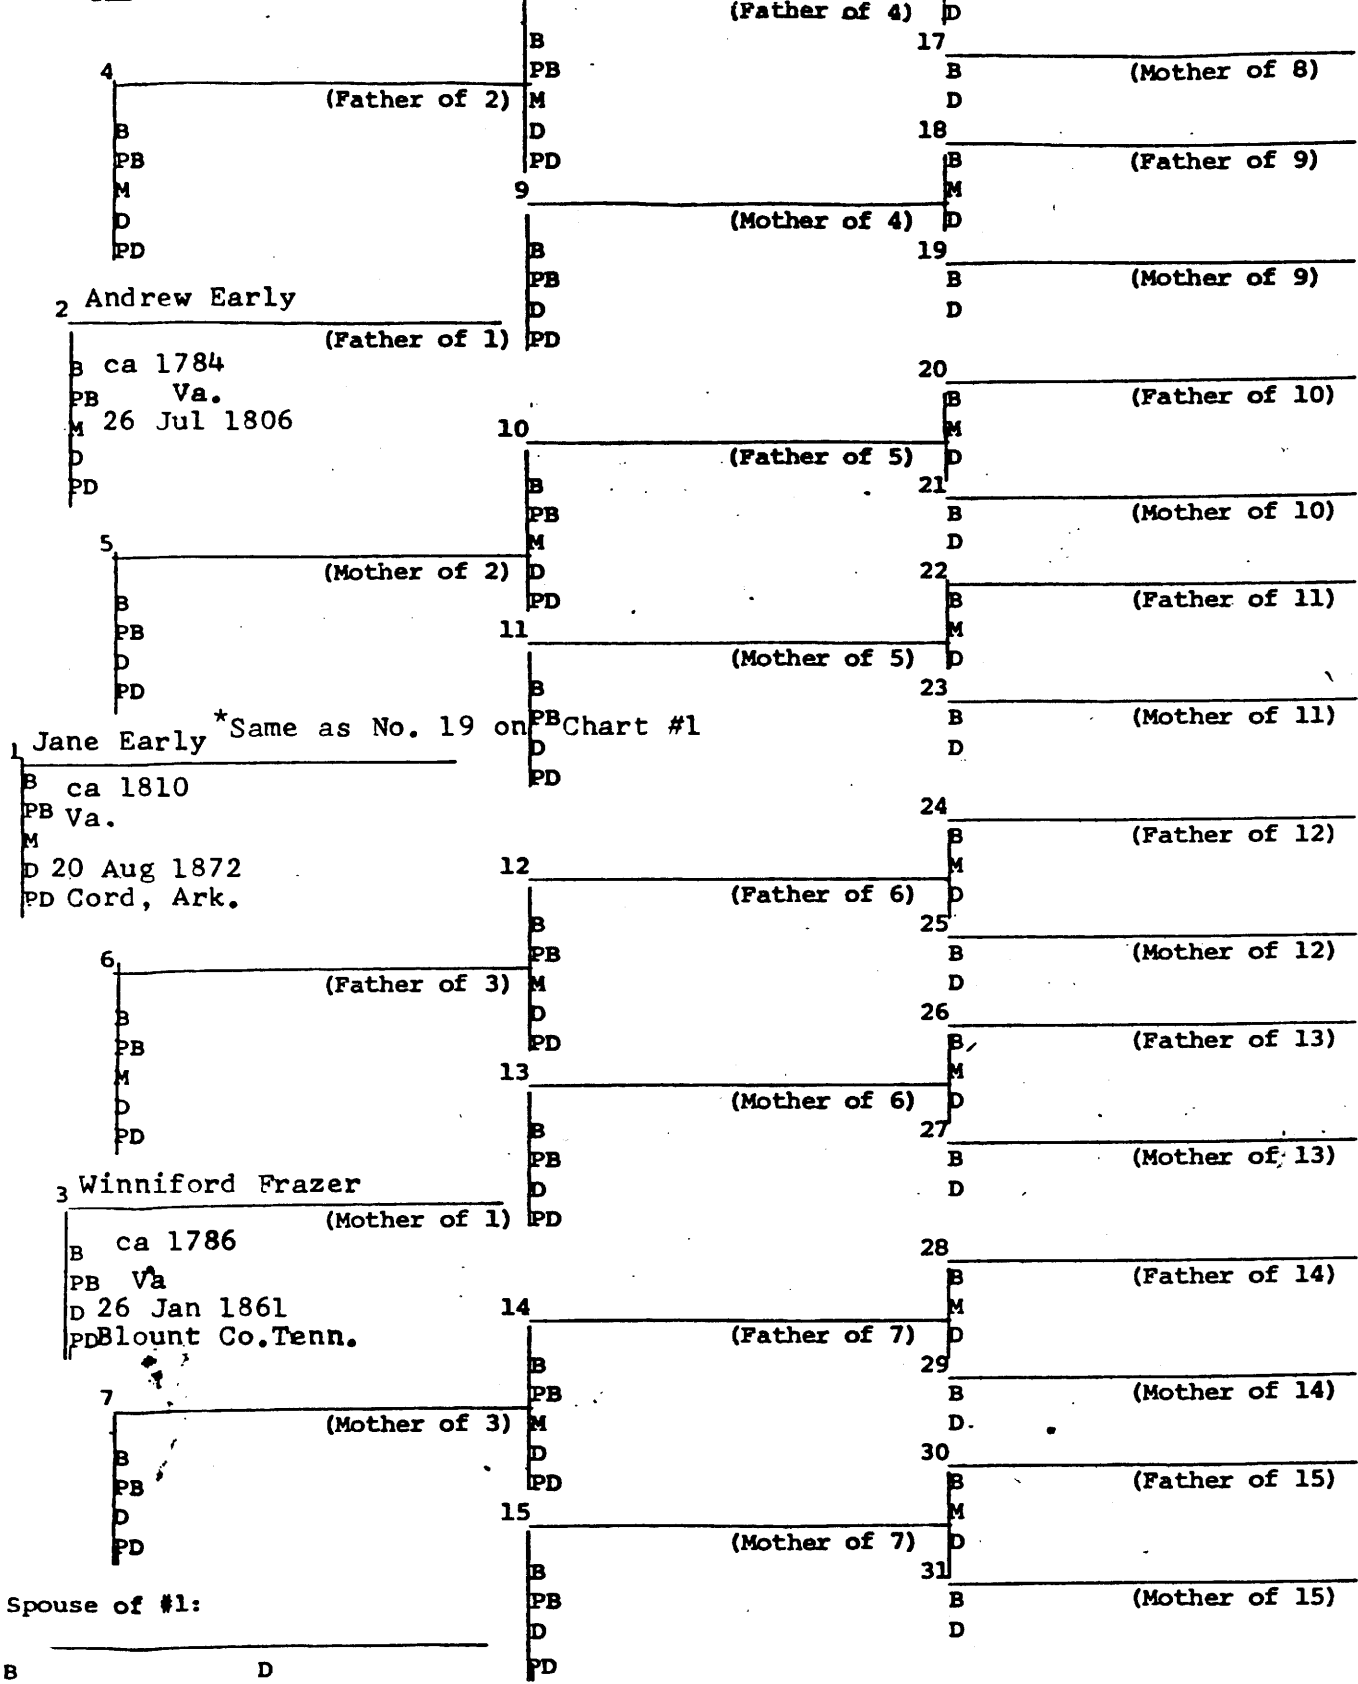 (Father of 4) D
B
17
PB
B (Mother of 8)
4
(Father of 2) M
D
B
D
18
PB
PD
B (Father of 9)
M
9
M
D
(Mother of 4) D
PD
B
19
PB
B (Mother of 9)
2 Andrew Early
D
D
(Father of 1) PD
B ca 1784
20
PB Va.
B (Father of 10)
M 26 Jul 1806
10
M
D
(Father of 5) D
PD
B
21
PB
B (Mother of 10)
M
D
5
(Mother of 2) D
22
B
PD
B (Father of 11)
PB
11
M
D
(Mother of 5) D
PD
B
23
*Same as No. 19 on Chart #1
PB
B (Mother of 11)
1 Jane Early
D
D
B ca 1810
PD
PB Va.
24
M
B (Father of 12)
D 20 Aug 1872
12
M
PD Cord, Ark.
(Father of 6) D
B
25
PB
B (Mother of 12)
6
(Father of 3) M
D
B
D
26
PB
PD
B (Father of 13)
M
13
M
D
(Mother of 6) D
PD
B
27
PB
B (Mother of 13)
3 Winniford Frazer
D
D
(Mother of 1) PD
B ca 1786
28
PB Va
B (Father of 14)
D 26 Jan 1861
14
M
PD Blount Co.Tenn.
(Father of 7) D
B
29
7
PB
B (Mother of 14)
(Mother of 3) M
D
B
D
30
PB
PD
B (Father of 15)
D
15
M
PD
(Mother of 7) D
B
31
Spouse of #1:
PB
B (Mother of 15)
D
D
B D
PD